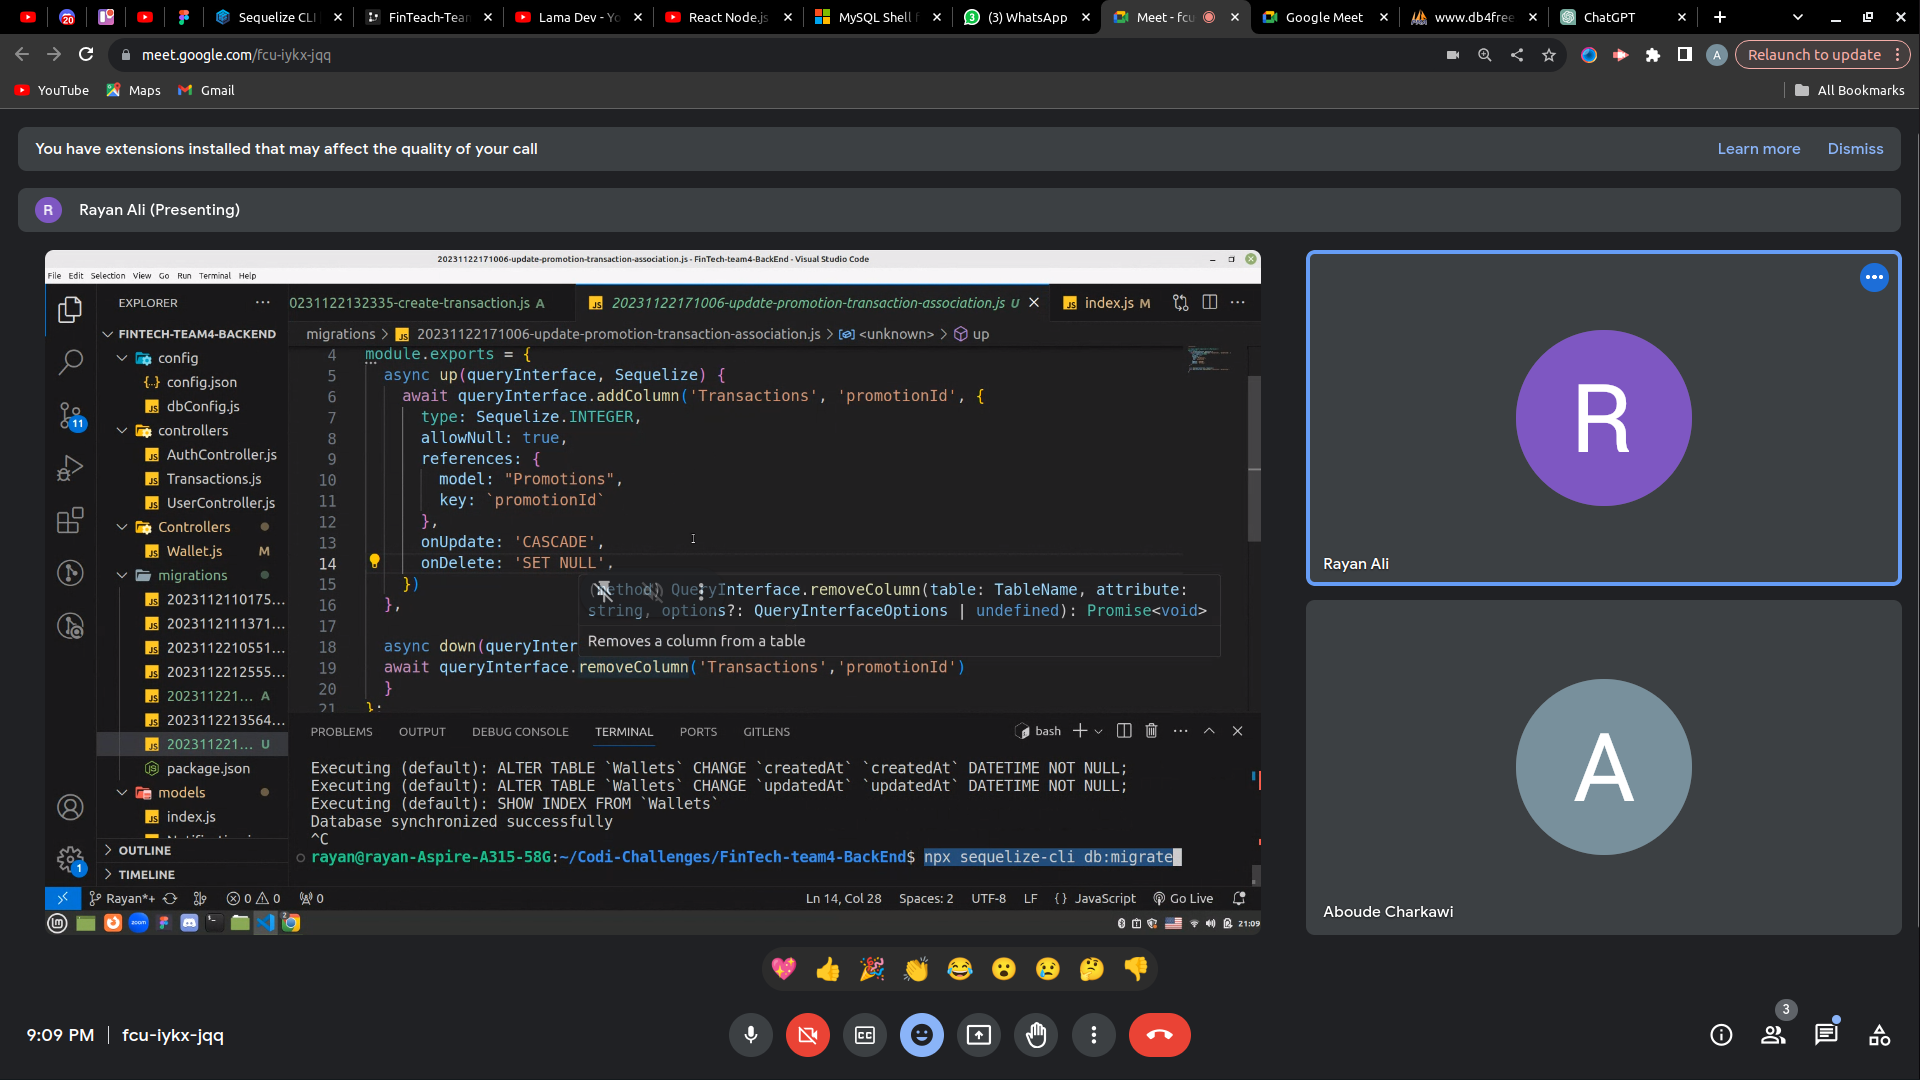 20
Sequelize CLI
FinTeach-Team
Lama Dev - Yo
React Node.js
MySQL Shell f
(3) WhatsApp
Meet - fcu
Google Meet
www.db4free
ChatGPT
meet.google.com/fcu-iykx-jqq
A
Relaunch to update
YouTube
Maps
Gmail
All Bookmarks
You have extensions installed that may affect the quality of your call
Learn more
Dismiss
R
Rayan Ali (Presenting)
20231122171006-update-promotion-transaction-association.js - FinTech-team4-BackEnd - Visual Studio Code
File Edit Selection View Go Run Terminal Help
EXPLORER
0231122132335-create-transaction.js A
20231122171006-update-promotion-transaction-association.js U
index.js M
FINTECH-TEAM4-BACKEND
migrations > 20231122171006-update-promotion-transaction-association.js > <unknown> > up
config
config.json
dbConfig.js
controllers
AuthController.js
Transactions.js
UserController.js
Controllers
Wallet.js M
migrations
2023112110175...
2023112111371...
2023112210551...
2023112212555...
202311221... A
2023112213564...
202311221... U
package.json
models
index.js
OUTLINE
TIMELINE
11
1
4 module.exports = {
5 async up(queryInterface, Sequelize) {
6 await queryInterface.addColumn('Transactions', 'promotionId', {
7 type: Sequelize.INTEGER,
8 allowNull: true,
9 references: {
10 model: "Promotions",
11 key: `promotionId`
12 },
13 onUpdate: 'CASCADE',
14 onDelete: 'SET NULL',
15 })
16 },
17
18 async down(queryInter
19 await queryInterface.removeColumn('Transactions','promotionId')
20 }
21 };
(method) QueryInterface.removeColumn(table: TableName, attribute:
string, options?: QueryInterfaceOptions | undefined): Promise<void>
Removes a column from a table
PROBLEMS OUTPUT DEBUG CONSOLE TERMINAL PORTS GITLENS
bash
Executing (default): ALTER TABLE `Wallets` CHANGE `createdAt` `createdAt` DATETIME NOT NULL;
Executing (default): ALTER TABLE `Wallets` CHANGE `updatedAt` `updatedAt` DATETIME NOT NULL;
Executing (default): SHOW INDEX FROM `Wallets`
Database synchronized successfully
^C
rayan@rayan-Aspire-A315-58G:~/Codi-Challenges/FinTech-team4-BackEnd$ npx sequelize-cli db:migrate
Rayan*+ 0 0 0 Ln 14, Col 28 Spaces: 2 UTF-8 LF {} JavaScript Go Live
zoom
2
21:09
R
Rayan Ali
A
Aboude Charkawi
9:09 PM
fcu-iykx-jqq
3